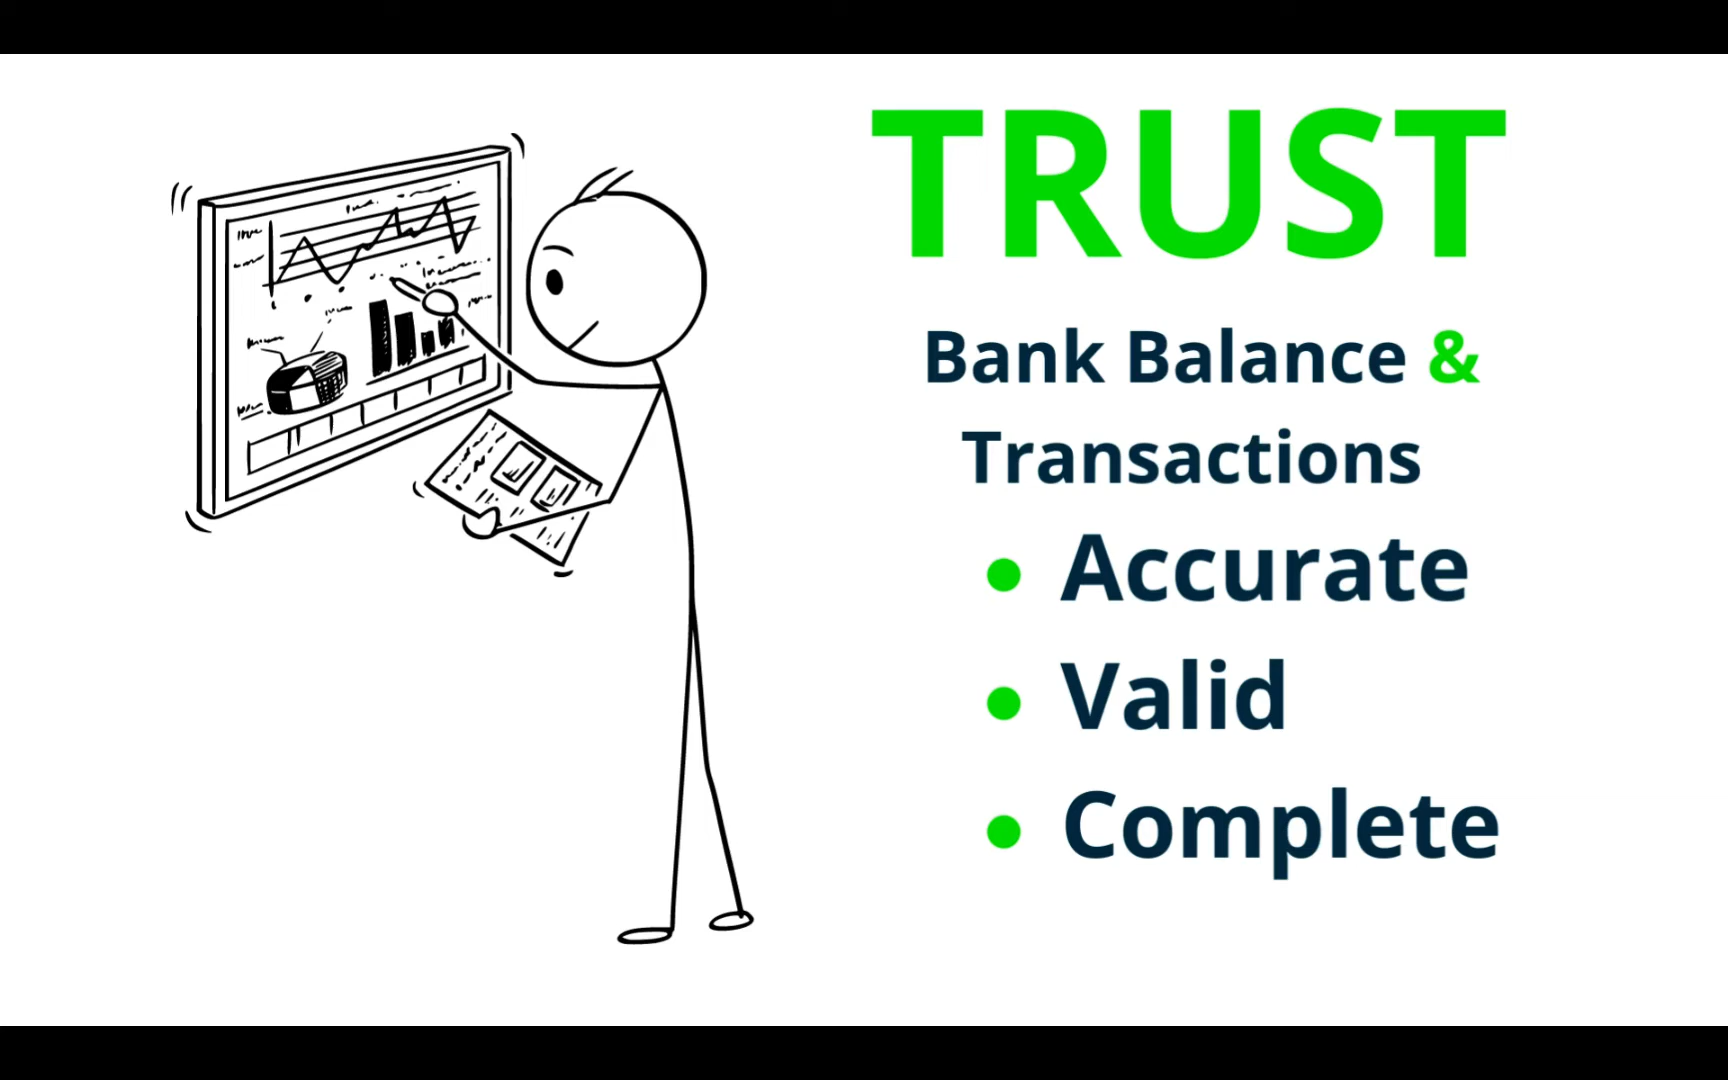 TRUST
Bank Balance &
Transactions
• Accurate
• Valid
• Complete